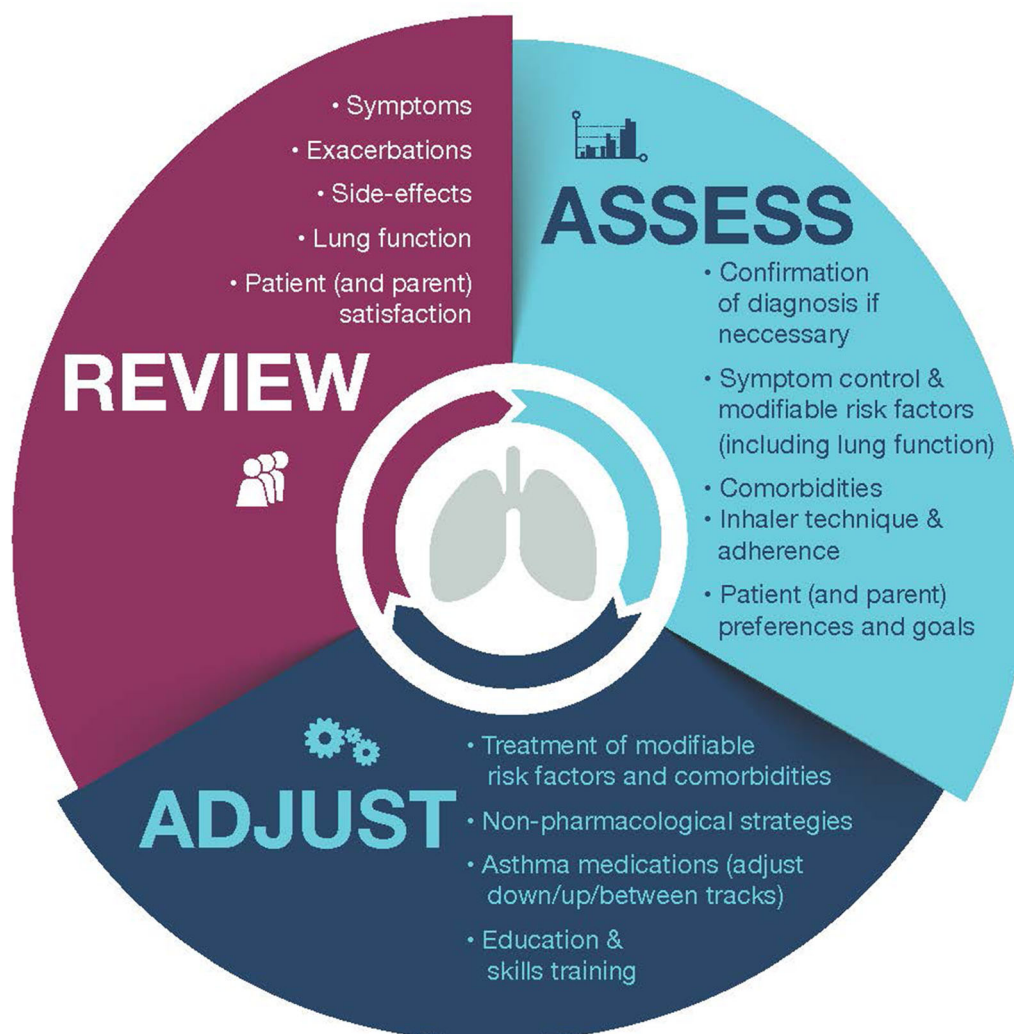 • Symptoms
• Exacerbations
• Side-effects
• Lung function
• Patient (and parent)
satisfaction
REVIEW
ASSESS
• Confirmation
of diagnosis if
neccessary
• Symptom control &
modifiable risk factors
(including lung function)
• Comorbidities
• Inhaler technique &
adherence
• Patient (and parent)
preferences and goals
ADJUST
• Treatment of modifiable
risk factors and comorbidities
• Non-pharmacological strategies
• Asthma medications (adjust
down/up/between tracks)
• Education &
skills training